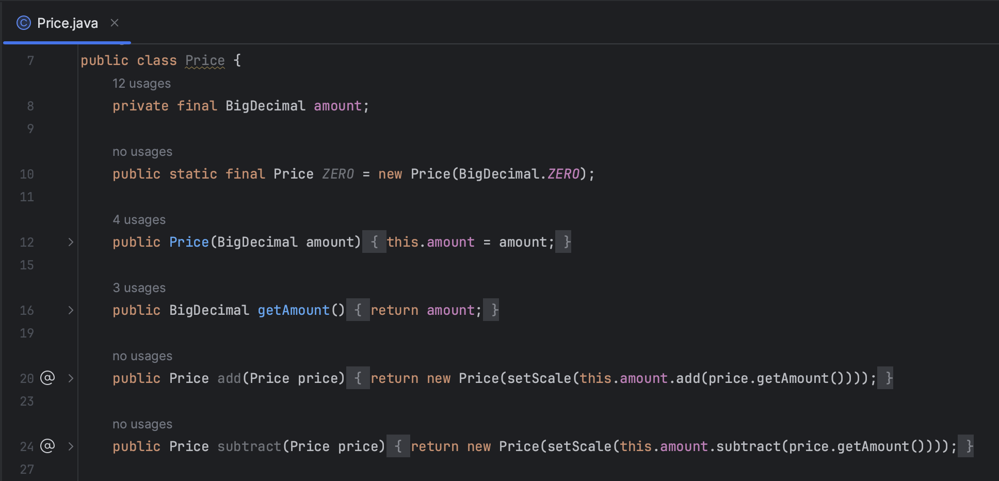 Price.java
7 public class Price {
12 usages
8 private final BigDecimal amount;
9
no usages
10 public static final Price ZERO = new Price(BigDecimal.ZERO);
11
4 usages
12 public Price(BigDecimal amount) { this.amount = amount; }
15
3 usages
16 public BigDecimal getAmount() { return amount; }
19
no usages
20 @ public Price add(Price price) { return new Price(setScale(this.amount.add(price.getAmount()))); }
23
no usages
24 @ public Price subtract(Price price) { return new Price(setScale(this.amount.subtract(price.getAmount()))); }
27